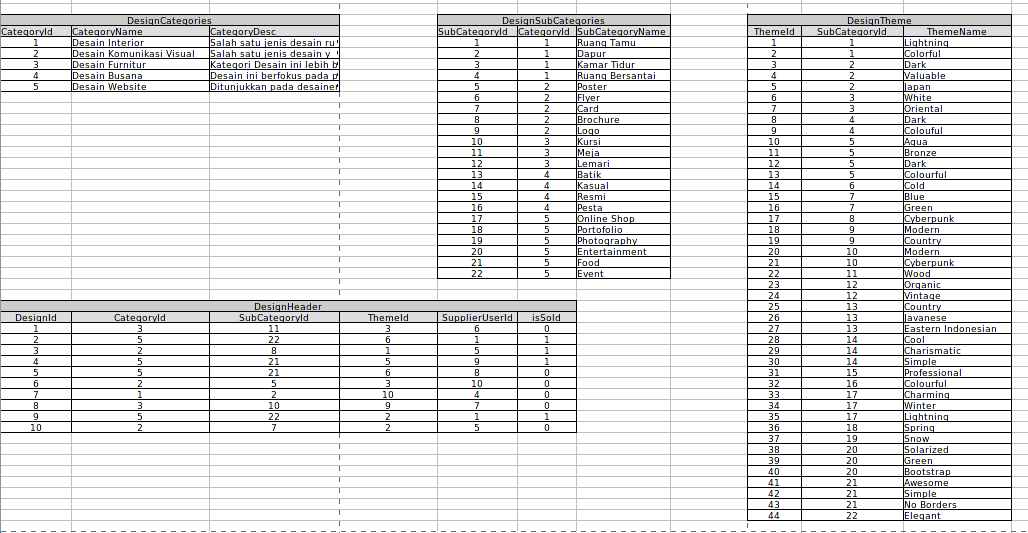 DesignCategories
CategoryId CategoryName CategoryDesc
1 Desain Interior Salah satu jenis desain ru
2 Desain Komunikasi Visual Salah satu jenis desain y
3 Desain Furnitur Kategori Desain ini lebih b
4 Desain Busana Desain ini berfokus pada p
5 Desain Website Ditunjukkan pada desainer
DesignSubCategories
SubCategoryId CategoryId SubCategoryName
1 1 Ruang Tamu
2 1 Dapur
3 1 Kamar Tidur
4 1 Ruang Bersantai
5 2 Poster
6 2 Flyer
7 2 Card
8 2 Brochure
9 2 Logo
10 3 Kursi
11 3 Meja
12 3 Lemari
13 4 Batik
14 4 Kasual
15 4 Resmi
16 4 Pesta
17 5 Online Shop
18 5 Portofolio
19 5 Photography
20 5 Entertainment
21 5 Food
22 5 Event
DesignTheme
ThemeId SubCategoryId ThemeName
1 1 Lightning
2 1 Colorful
3 2 Dark
4 2 Valuable
5 2 Japan
6 3 White
7 3 Oriental
8 4 Dark
9 4 Colouful
10 5 Aqua
11 5 Bronze
12 5 Dark
13 5 Colourful
14 6 Cold
15 7 Blue
16 7 Green
17 8 Cyberpunk
18 9 Modern
19 9 Country
20 10 Modern
21 10 Cyberpunk
22 11 Wood
23 12 Organic
24 12 Vintage
25 13 Country
26 13 Javanese
27 13 Eastern Indonesian
28 14 Cool
29 14 Charismatic
30 14 Simple
31 15 Professional
32 16 Colourful
33 17 Charming
34 17 Winter
35 17 Lightning
36 18 Spring
37 19 Snow
38 20 Solarized
39 20 Green
40 20 Bootstrap
41 21 Awesome
42 21 Simple
43 21 No Borders
44 22 Elegant
DesignHeader
DesignId CategoryId SubCategoryId ThemeId SupplierUserId isSold
1 3 11 3 6 0
2 5 22 6 1 1
3 2 8 1 5 1
4 5 21 5 9 1
5 5 21 6 8 0
6 2 5 3 10 0
7 1 2 10 4 0
8 3 10 9 7 0
9 5 22 2 1 1
10 2 7 2 5 0